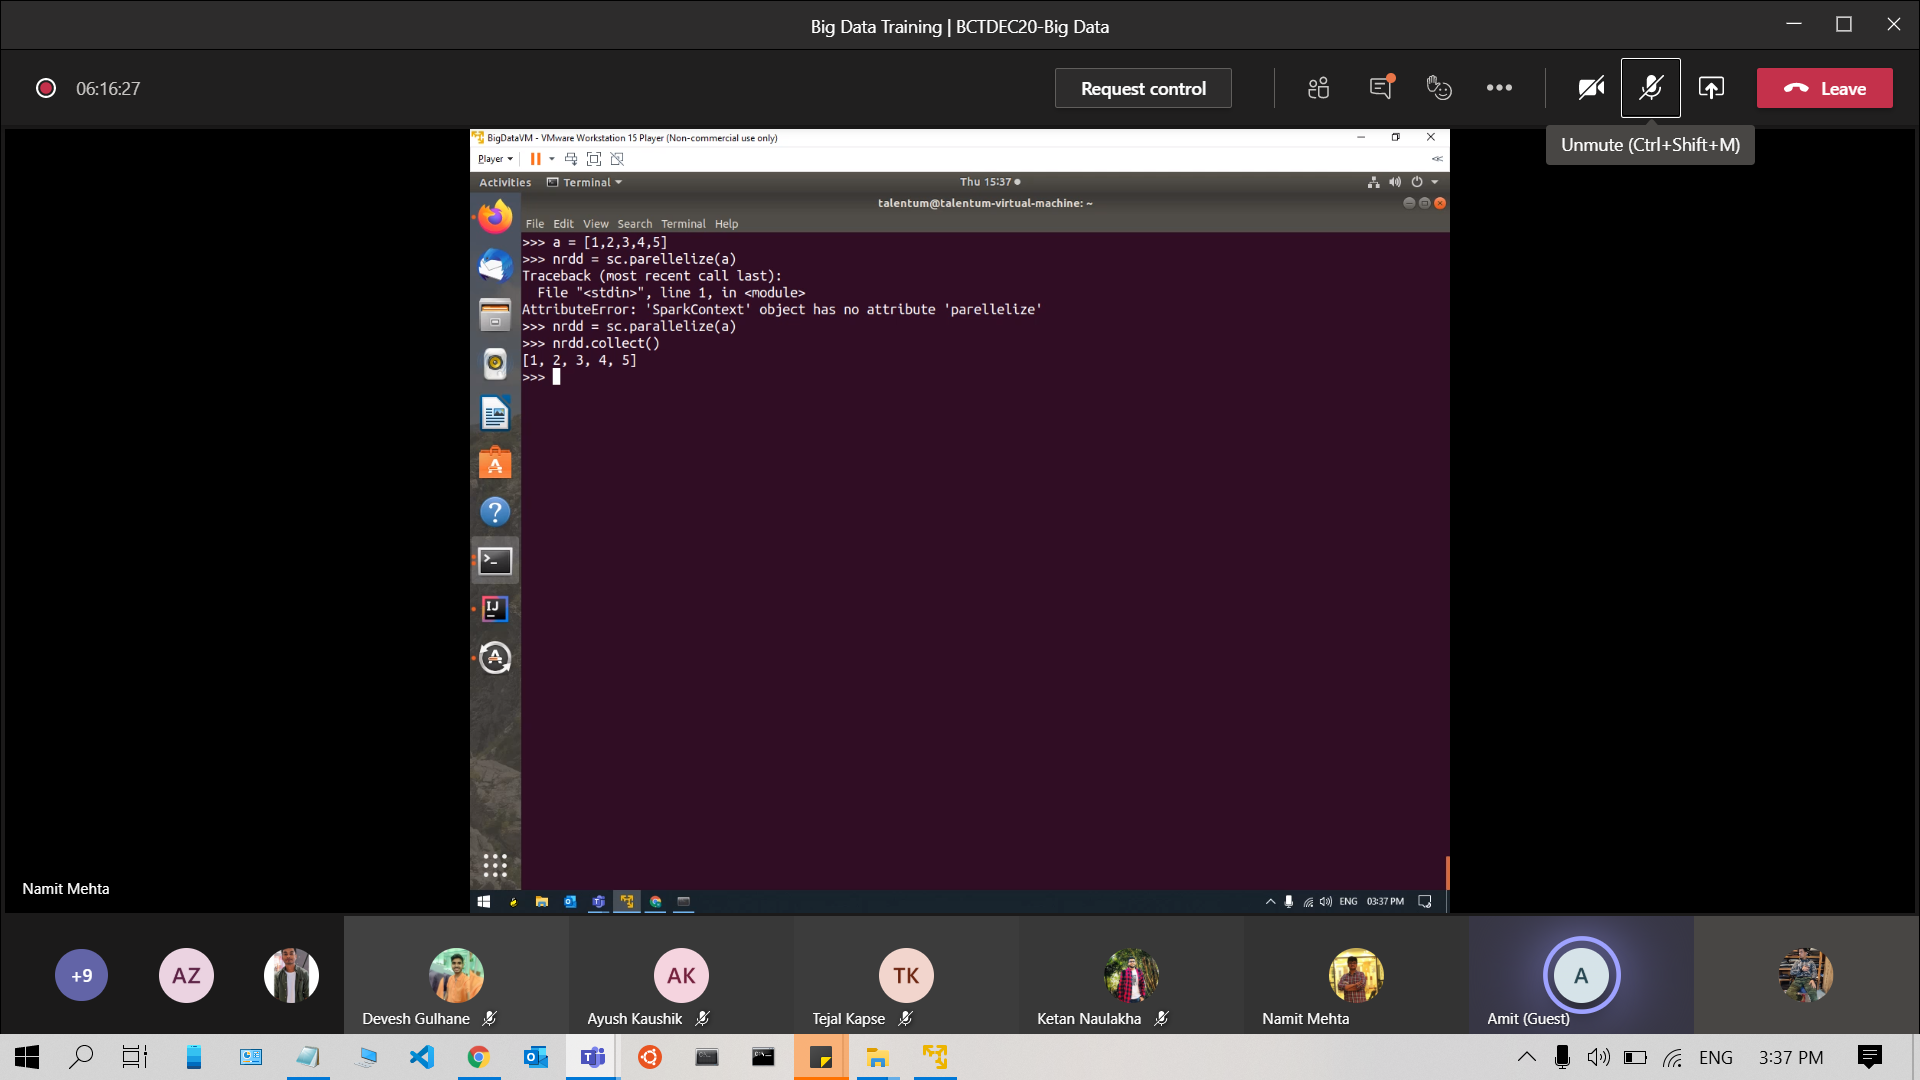 Big Data Training | BCTDEC20-Big Data
06:16:27
Request control
Leave
Unmute (Ctrl+Shift+M)
BigDataVM - VMware Workstation 15 Player (Non-commercial use only)
Player
Activities
Terminal
Thu 15:37
talentum@talentum-virtual-machine: ~
File Edit View Search Terminal Help
>>> a = [1,2,3,4,5]
>>> nrdd = sc.parellelize(a)
Traceback (most recent call last):
  File "<stdin>", line 1, in <module>
AttributeError: 'SparkContext' object has no attribute 'parellelize'
>>> nrdd = sc.parallelize(a)
>>> nrdd.collect()
[1, 2, 3, 4, 5]
>>>
IJ
Namit Mehta
ENG 03:37 PM
+9
AZ
AK
TK
A
Devesh Gulhane
Ayush Kaushik
Tejal Kapse
Ketan Naulakha
Namit Mehta
Amit (Guest)
ENG 3:37 PM